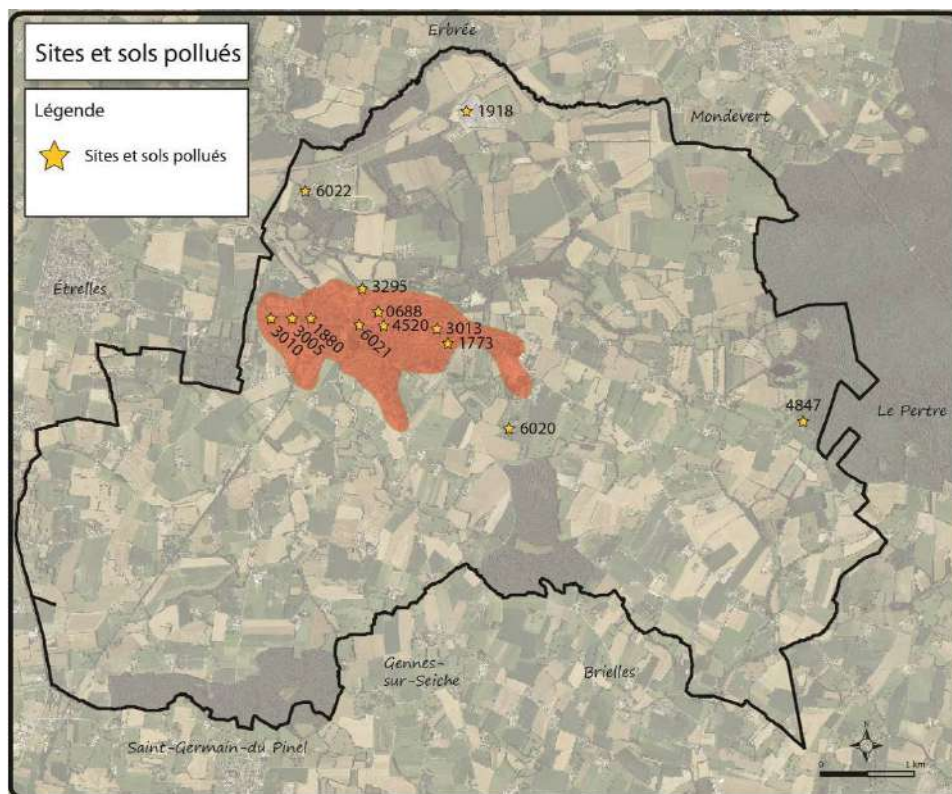 Sites et sols pollués
Légende
Sites et sols pollués
Erbrée
Mondevert
1918
6022
Étrelles
3295
0688
4520
3013
1773
3010
3005
1880
6021
6020
4847
Le Pertre
Gennes-
sur-Seiche
Brielles
Saint-Germain-du Pinel
N
0
1 km